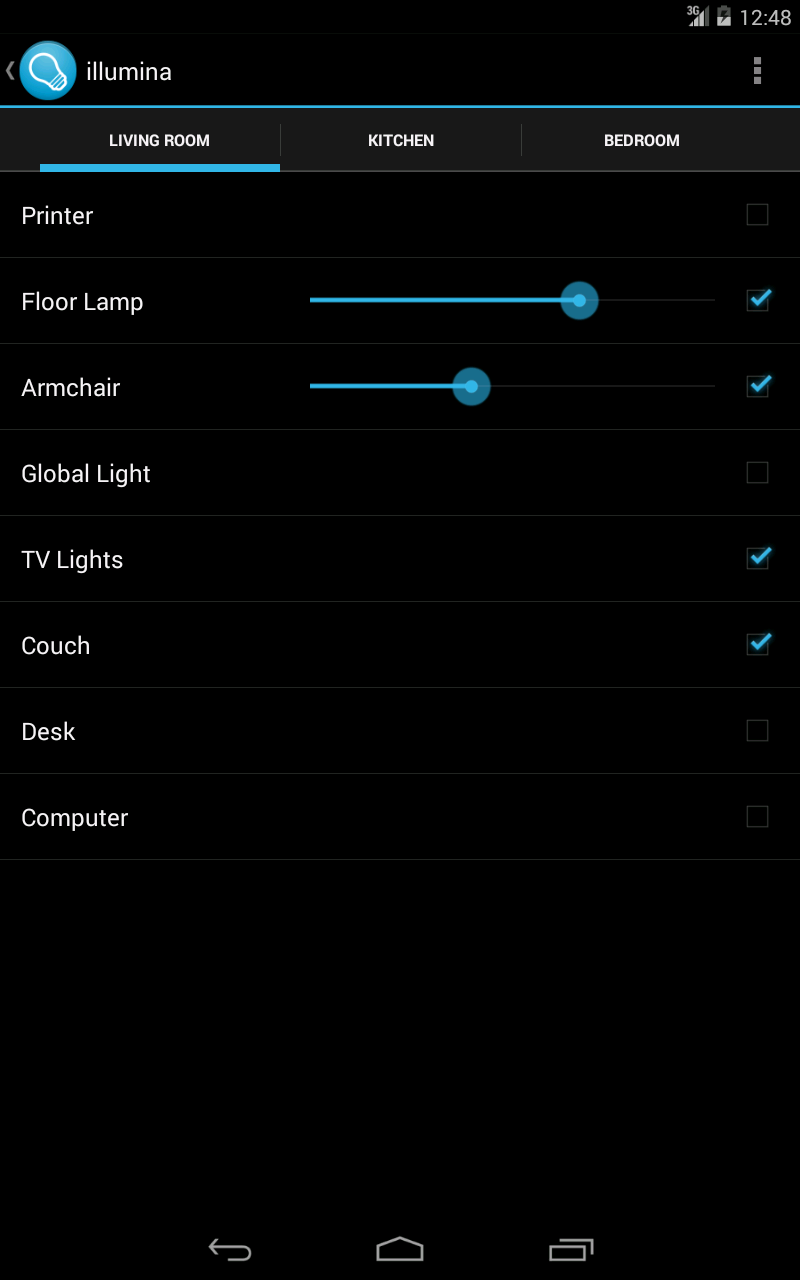 3G 12:48
illumina
LIVING ROOM KITCHEN BEDROOM
Printer
Floor Lamp
Armchair
Global Light
TV Lights
Couch
Desk
Computer